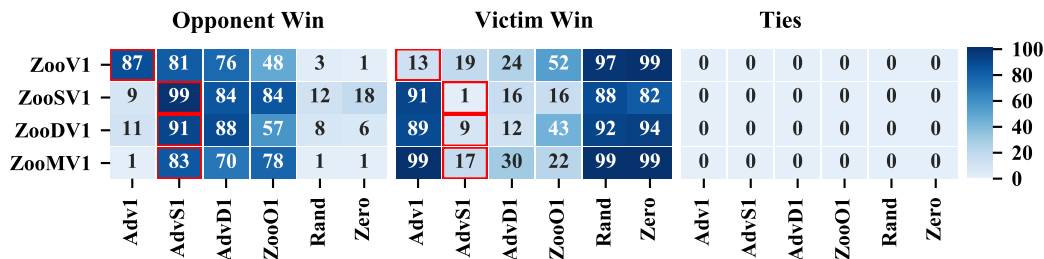 Opponent Win Victim Win Ties
ZooV1 87 81 76 48 3 1 13 19 24 52 97 99 0 0 0 0 0 0 100
ZooSV1 9 99 84 84 12 18 91 1 16 16 88 82 0 0 0 0 0 0 80
60
ZooDV1 11 91 88 57 8 6 89 9 12 43 92 94 0 0 0 0 0 0 40
ZooMV1 1 83 70 78 1 1 99 17 30 22 99 99 0 0 0 0 0 0 20
0
Adv1 AdvS1 AdvD1 ZooO1 Rand Zero Adv1 AdvS1 AdvD1 ZooO1 Rand Zero Adv1 AdvS1 AdvD1 ZooO1 Rand Zero